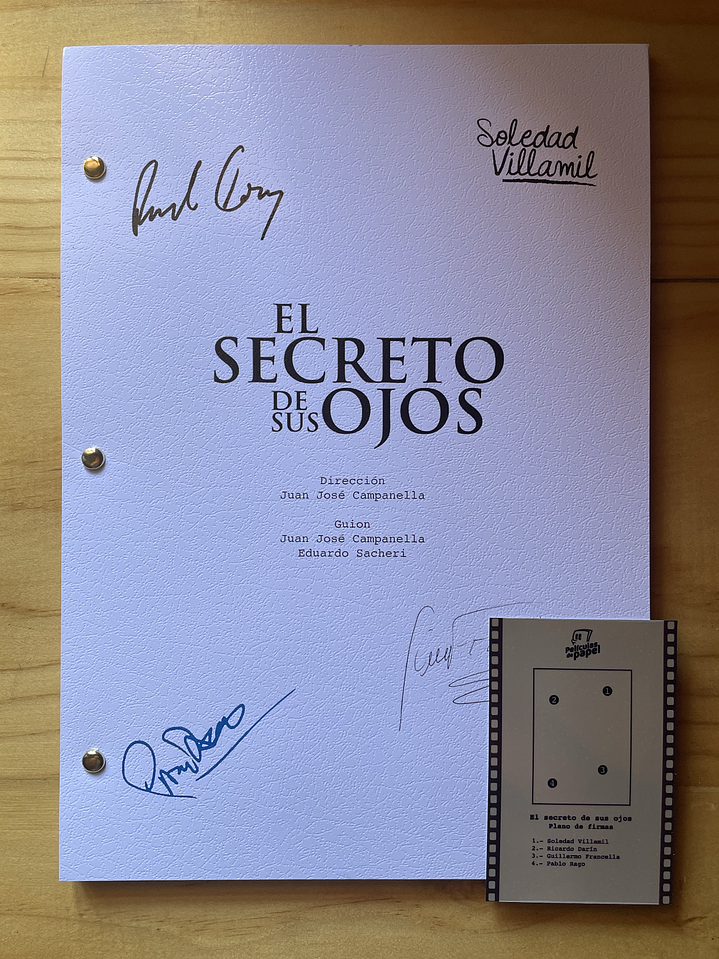 Soledad
Villamil
EL
SECRETO
DE
SUS OJOS
Dirección
Juan José Campanella
Guion
Juan José Campanella
Eduardo Sacheri
Películas
de papel
2
1
4
3
El secreto de sus ojos
Plano de firmas
1.- Soledad Villamil
2.- Ricardo Darín
3.- Guillermo Francella
4.- Pablo Rago